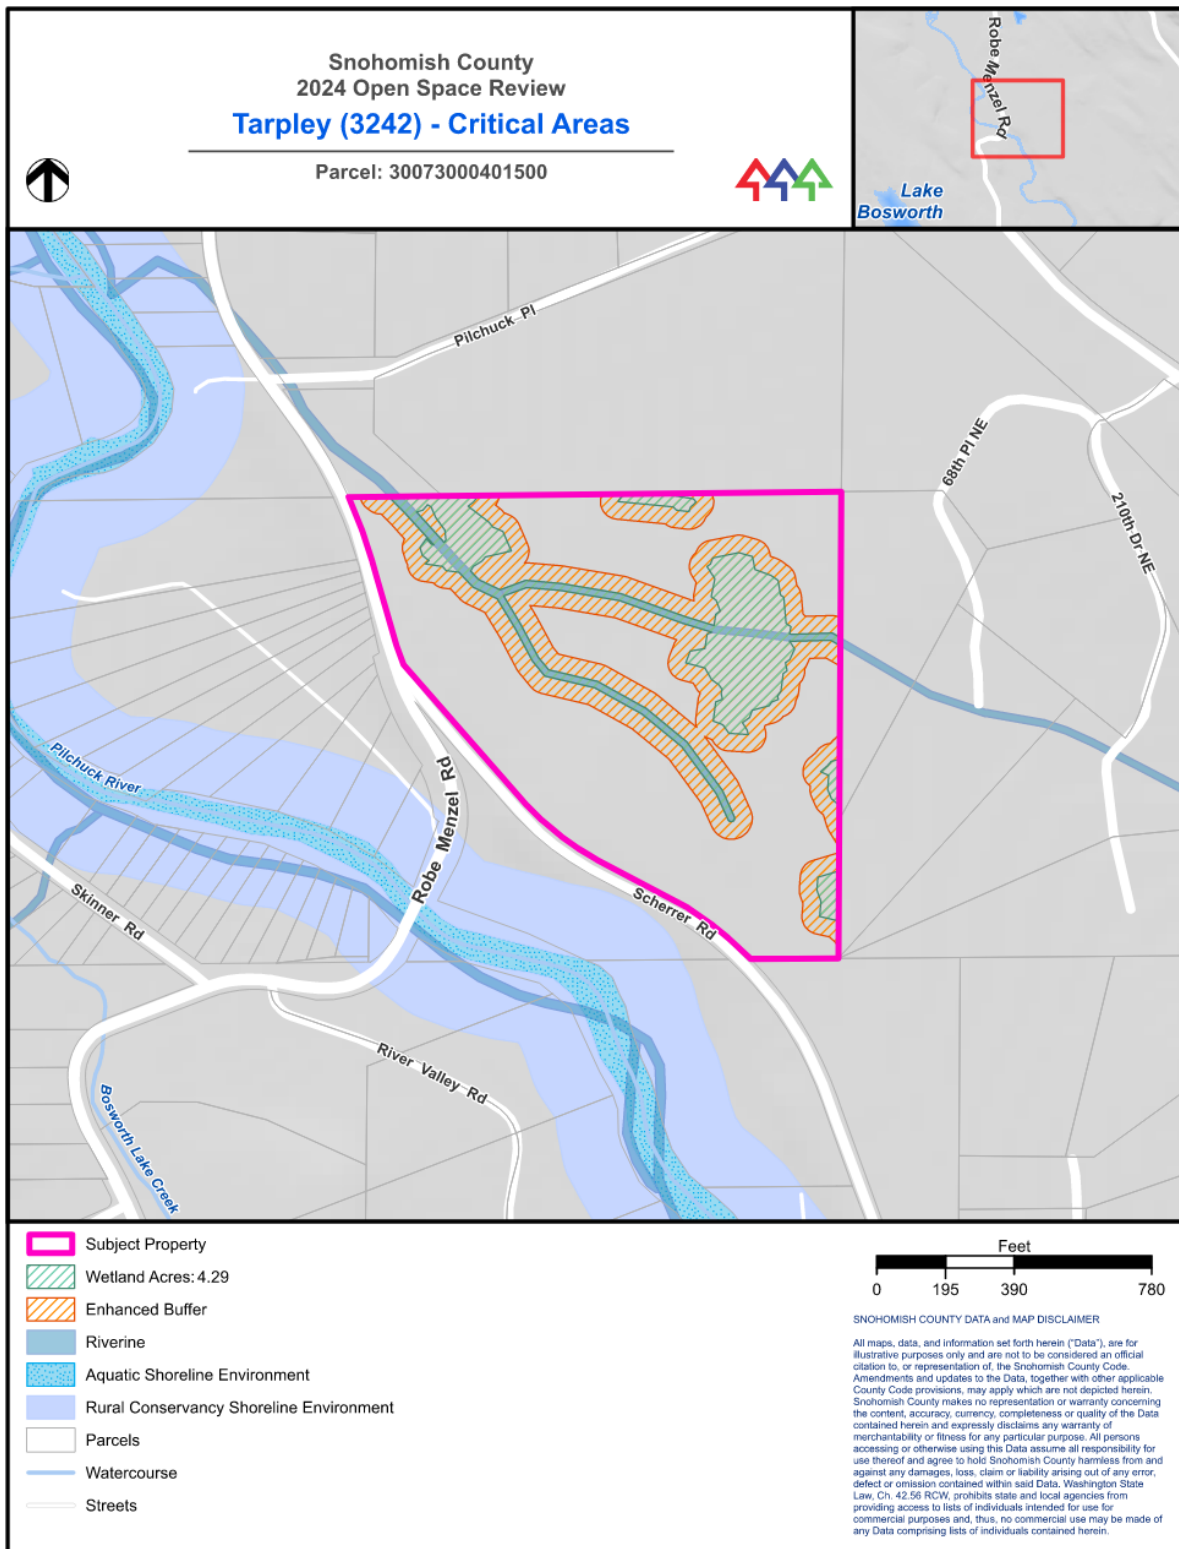 Snohomish County
2024 Open Space Review
Tarpley (3242) - Critical Areas
Parcel: 30073000401500
Robe Menzel Rd
Lake
Bosworth
Pilchuck Pl
68th Pl NE
210th Dr NE
Pilchuck River
Robe Menzel Rd
Skinner Rd
Scherrer Rd
River Valley Rd
Bosworth Lake Creek
Subject Property
Wetland Acres: 4.29
Enhanced Buffer
Riverine
Aquatic Shoreline Environment
Rural Conservancy Shoreline Environment
Parcels
Watercourse
Streets
Feet
0 195 390 780
SNOHOMISH COUNTY DATA and MAP DISCLAIMER
All maps, data, and information set forth herein ("Data"), are for
illustrative purposes only and are not to be considered an official
citation to, or representation of, the Snohomish County Code.
Amendments and updates to the Data, together with other applicable
County Code provisions, may apply which are not depicted herein.
Snohomish County makes no representation or warranty concerning
the content, accuracy, currency, completeness or quality of the Data
contained herein and expressly disclaims any warranty of
merchantability or fitness for any particular purpose. All persons
accessing or otherwise using this Data assume all responsibility for
use thereof and agree to hold Snohomish County harmless from and
against any damages, loss, claim or liability arising out of any error,
defect or omission contained within said Data. Washington State
Law, Ch. 42.56 RCW, prohibits state and local agencies from
providing access to lists of individuals intended for use for
commercial purposes and, thus, no commercial use may be made of
any Data comprising lists of individuals contained herein.